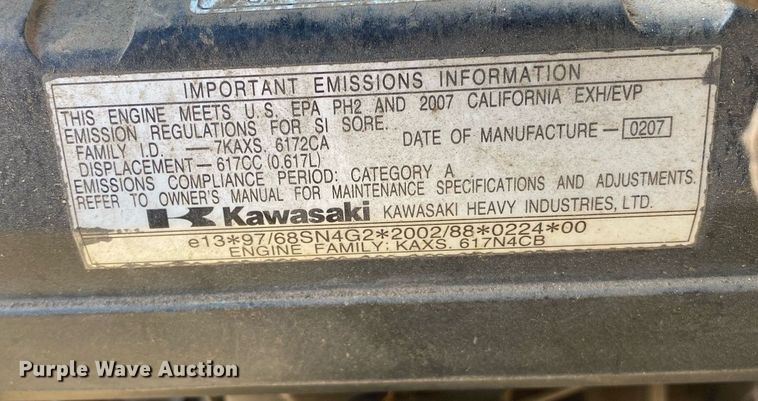 IMPORTANT EMISSIONS INFORMATION
THIS ENGINE MEETS U.S. EPA PH2 AND 2007 CALIFORNIA EXH/EVP
EMISSION REGULATIONS FOR SI SORE.
FAMILY I.D. — 7KAXS. 6172CA DATE OF MANUFACTURE — 0207
DISPLACEMENT — 617CC (0.617L)
EMISSIONS COMPLIANCE PERIOD: CATEGORY A
REFER TO OWNER'S MANUAL FOR MAINTENANCE SPECIFICATIONS AND ADJUSTMENTS.
Kawasaki KAWASAKI HEAVY INDUSTRIES, LTD.
e13*97/68SN4G2*2002/88*0224*00
ENGINE FAMILY: KAXS. 617N4CB
Purple Wave Auction